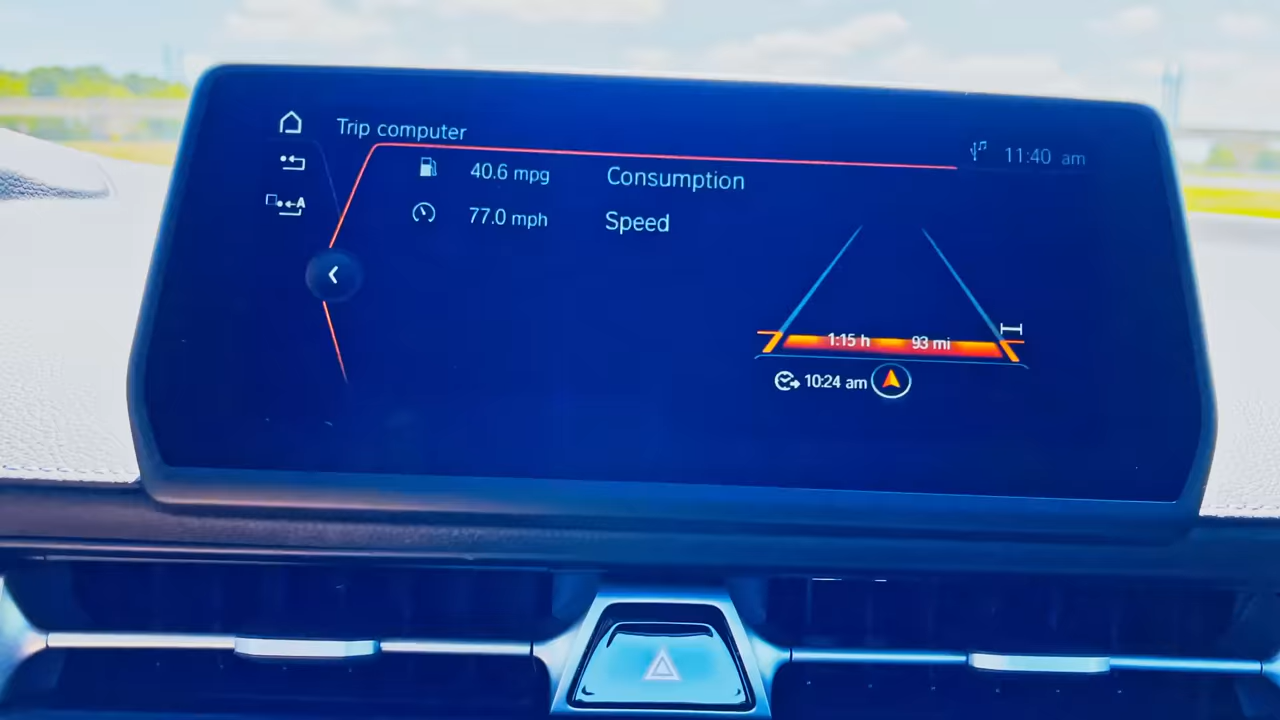 Trip computer
11:40 am
40.6 mpg Consumption
77.0 mph Speed
A
1:15 h 93 mi
10:24 am